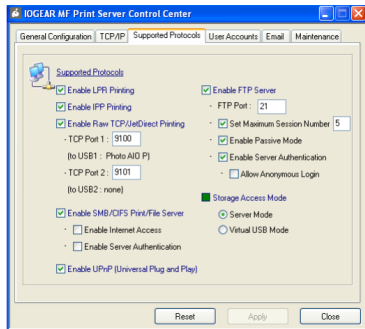 IOGEAR MF Print Server Control Center
General Configuration TCP/IP Supported Protocols User Accounts Email Maintenance
Supported Protocols
Enable LPR Printing
Enable IPP Printing
Enable Raw TCP/JetDirect Printing
- TCP Port 1 : 9100
(to USB1 : Photo AIO P)
- TCP Port 2 : 9101
(to USB2 : none)
Enable SMB/CIFS Print/File Server
- Enable Internet Access
- Enable Server Authentication
Enable UPnP (Universal Plug and Play)
Enable FTP Server
- FTP Port : 21
- Set Maximum Session Number 5
- Enable Passive Mode
- Enable Server Authentication
- Allow Anonymous Login
Storage Access Mode
Server Mode
Virtual USB Mode
Reset Apply Close